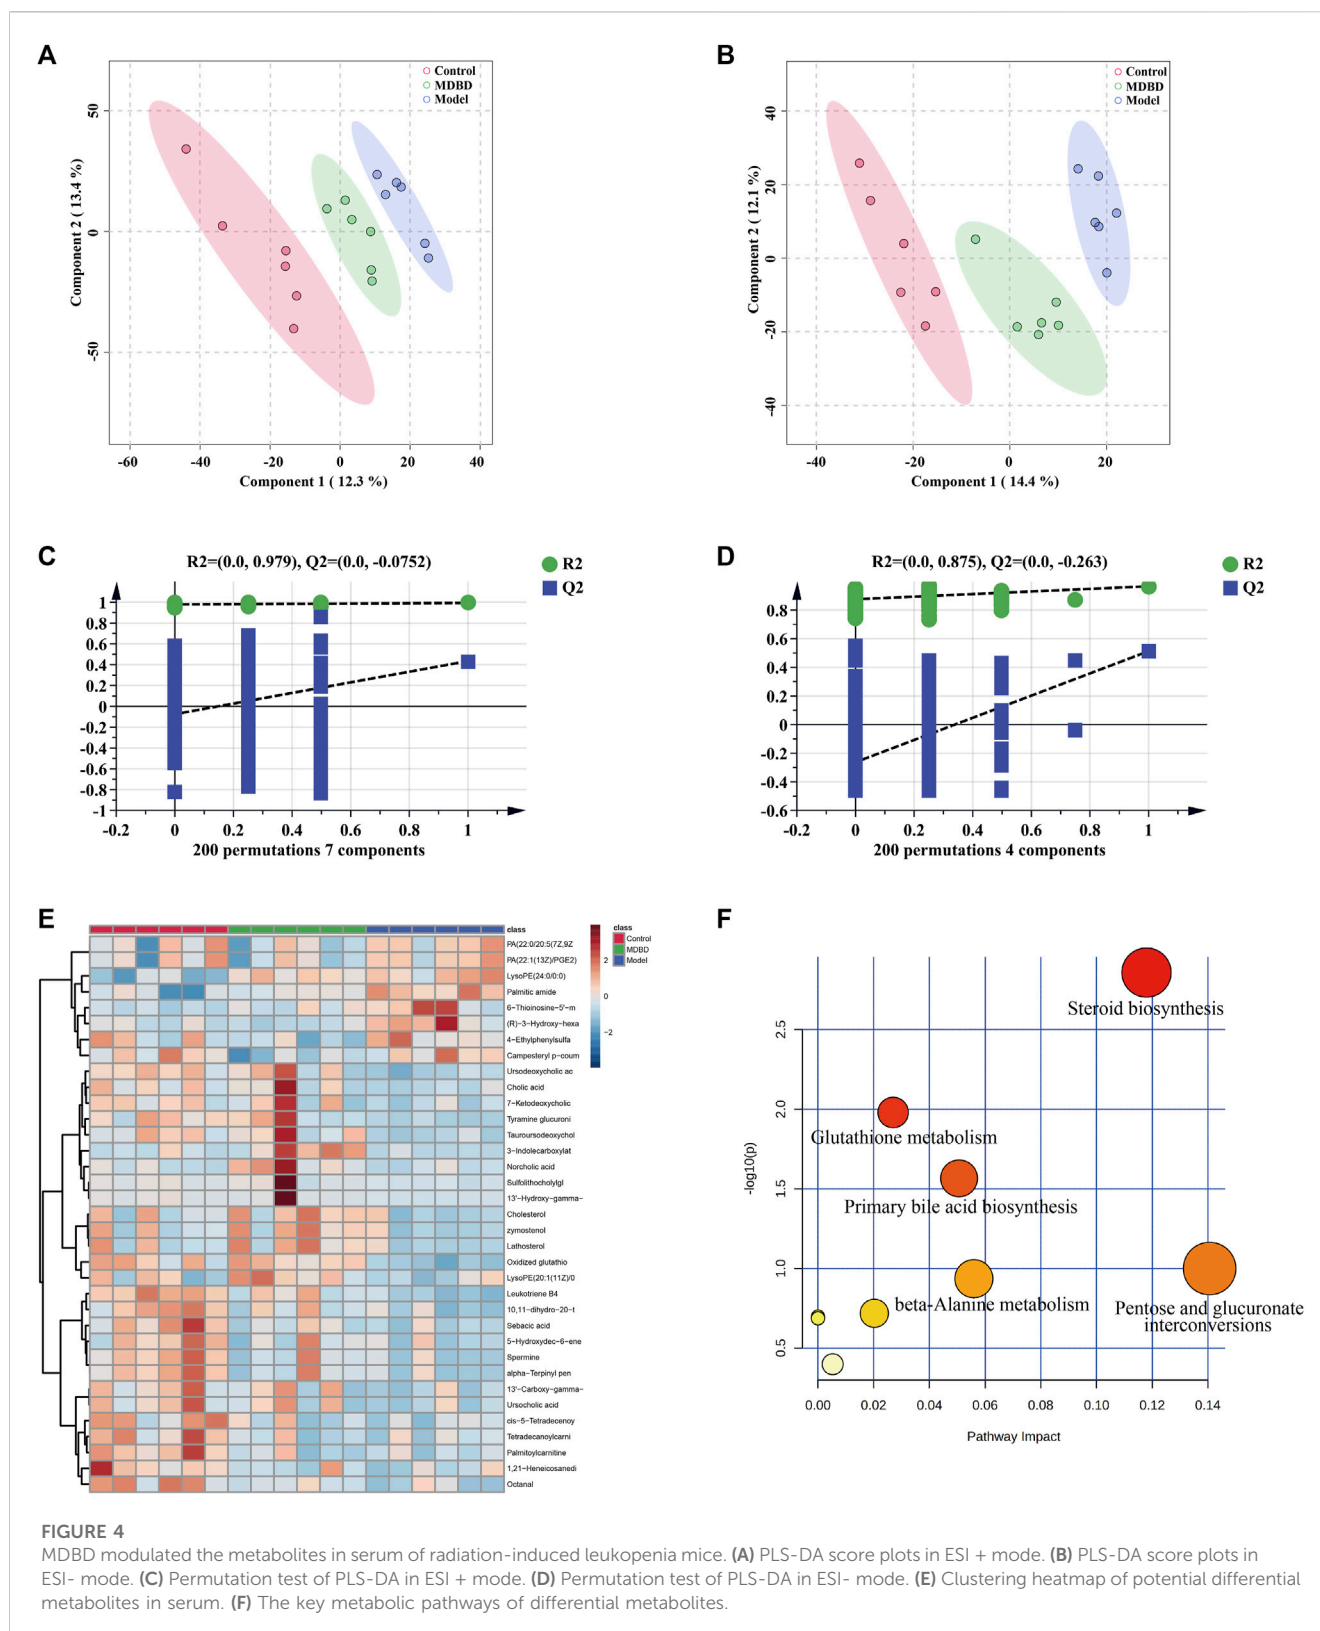 A
Control
MDBD
Model
50
0
-50
Component 2 ( 13.4 %)
-60
-40
-20
0
20
40
Component 1 ( 12.3 %)
B
Control
MDBD
Model
40
20
0
-20
-40
Component 2 ( 12.1 %)
-40
-20
0
20
Component 1 ( 14.4 %)
C
R2=(0.0, 0.979), Q2=(0.0, -0.0752)
R2
Q2
1
0.8
0.6
0.4
0.2
0
-0.2
-0.4
-0.6
-0.8
-1
-0.2
0
0.2
0.4
0.6
0.8
1
200 permutations 7 components
D
R2=(0.0, 0.875), Q2=(0.0, -0.263)
R2
Q2
0.8
0.6
0.4
0.2
0
-0.2
-0.4
-0.6
-0.2
0
0.2
0.4
0.6
0.8
1
200 permutations 4 components
E
class
PA(22:0/20:5(7Z,9Z
PA(22:1(13Z)/PGE2)
LysoPE(24:0/0:0)
Palmitic amide
6−Thioinosine−5'−m
(R)−3−Hydroxy−hexa
4−Ethylphenylsulfa
Campesteryl p−coum
Ursodeoxycholic ac
Cholic acid
7−Ketodeoxycholic
Tyramine glucuroni
Tauroursodeoxychol
3−Indolecarboxylat
Norcholic acid
Sulfolithocholylgl
13'−Hydroxy−gamma−
Cholesterol
zymostenol
Lathosterol
Oxidized glutathio
LysoPE(20:1(11Z)/0
Leukotriene B4
10,11−dihydro−20−t
Sebacic acid
5−Hydroxydec−6−ene
Spermine
alpha−Terpinyl pen
13'−Carboxy−gamma−
Ursocholic acid
cis−5−Tetradecenoy
Tetradecanoylcarni
Palmitoylcarnitine
1,21−Heneicosanedi
Octanal
2
0
−2
class
Control
MDBD
Model
F
Steroid biosynthesis
Glutathione metabolism
Primary bile acid biosynthesis
beta-Alanine metabolism
Pentose and glucuronate
interconversions
2.5
2.0
1.5
1.0
0.5
-log10(p)
0.00
0.02
0.04
0.06
0.08
0.10
0.12
0.14
Pathway Impact
FIGURE 4
MDBD modulated the metabolites in serum of radiation-induced leukopenia mice. (A) PLS-DA score plots in ESI + mode. (B) PLS-DA score plots in
ESI- mode. (C) Permutation test of PLS-DA in ESI + mode. (D) Permutation test of PLS-DA in ESI- mode. (E) Clustering heatmap of potential differential
metabolites in serum. (F) The key metabolic pathways of differential metabolites.